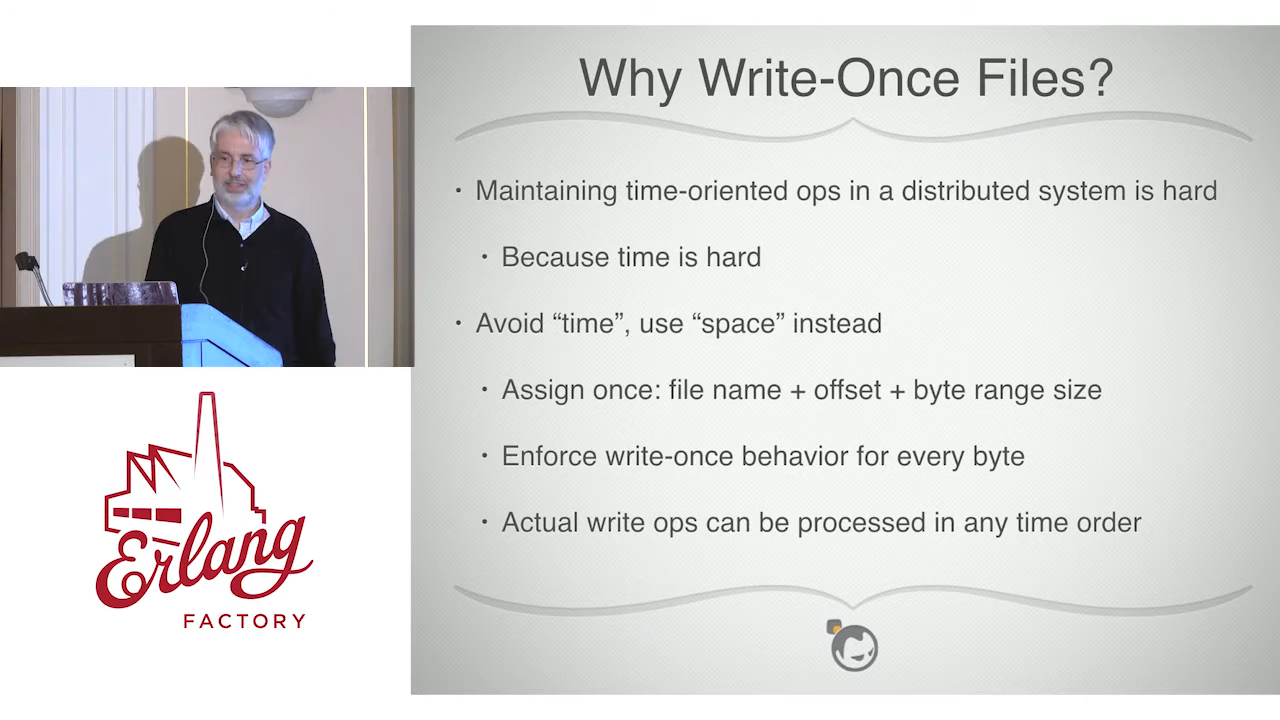 Why Write-Once Files?
· Maintaining time-oriented ops in a distributed system is hard
· Because time is hard
· Avoid “time”, use “space” instead
· Assign once: file name + offset + byte range size
· Enforce write-once behavior for every byte
· Actual write ops can be processed in any time order
Erlang
FACTORY